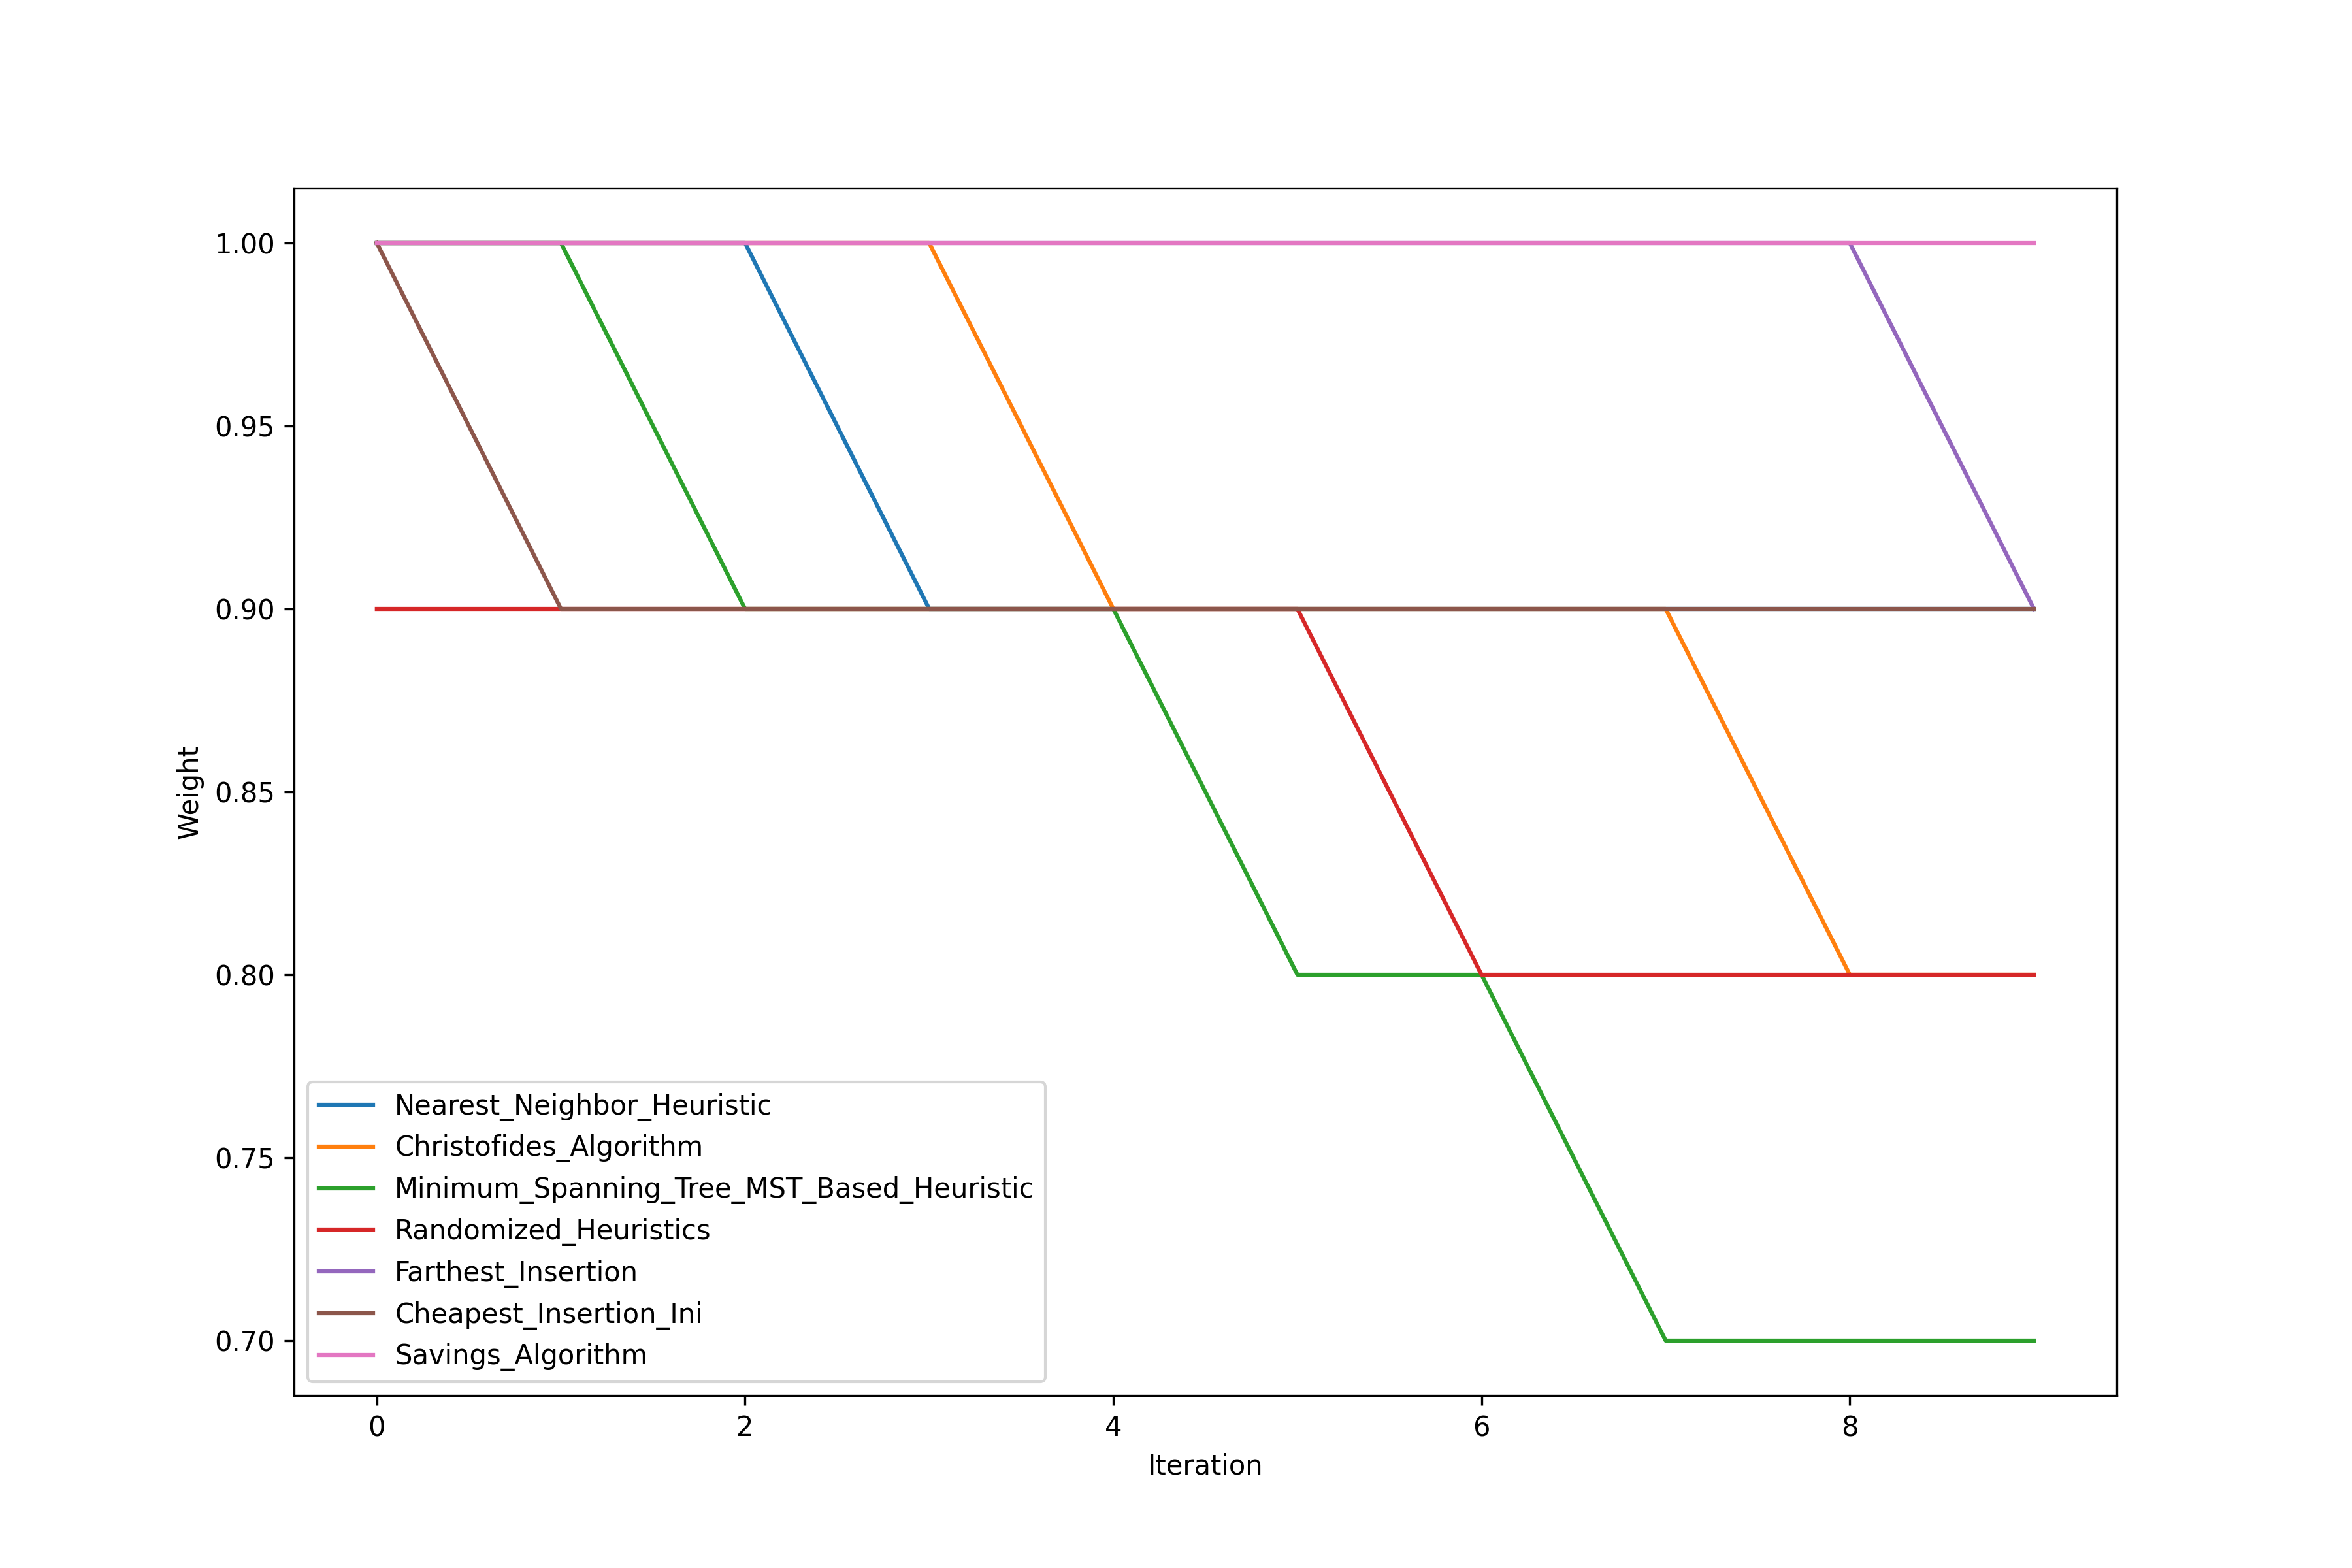 1.00
0.95
0.90
0.85
0.80
0.75
0.70
Weight
Nearest_Neighbor_Heuristic
Christofides_Algorithm
Minimum_Spanning_Tree_MST_Based_Heuristic
Randomized_Heuristics
Farthest_Insertion
Cheapest_Insertion_Ini
Savings_Algorithm
0 2 4 6 8
Iteration